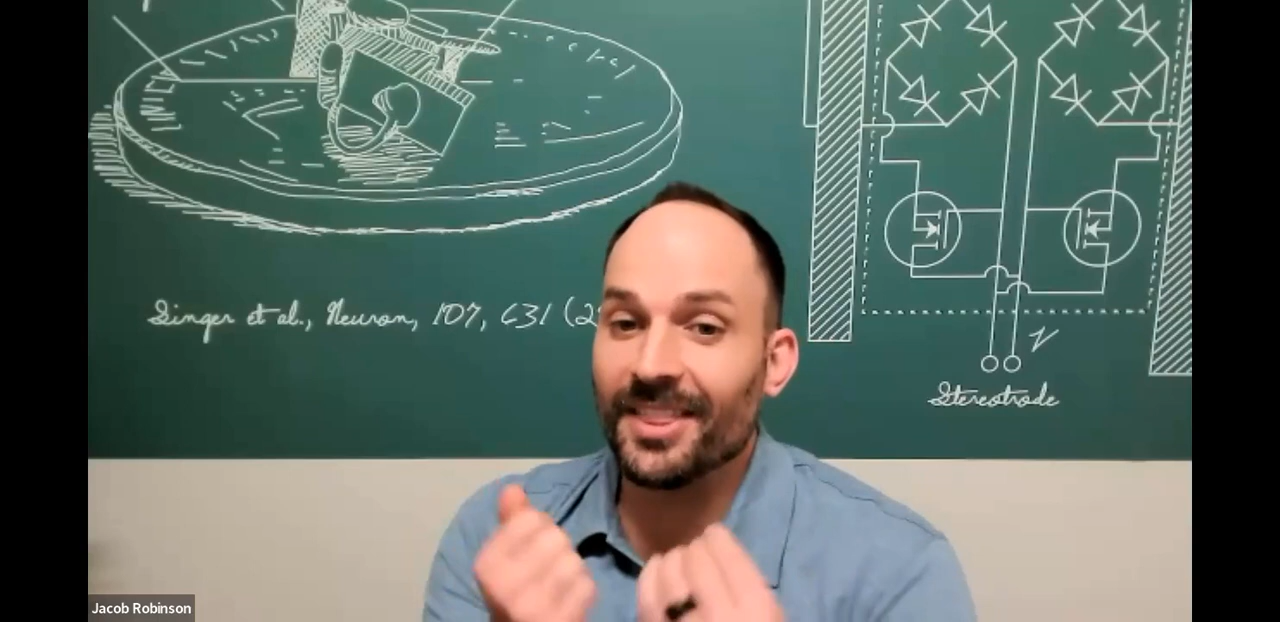 Singer et al., Neuron, 107, 631 (2
Stereotrode
Jacob Robinson